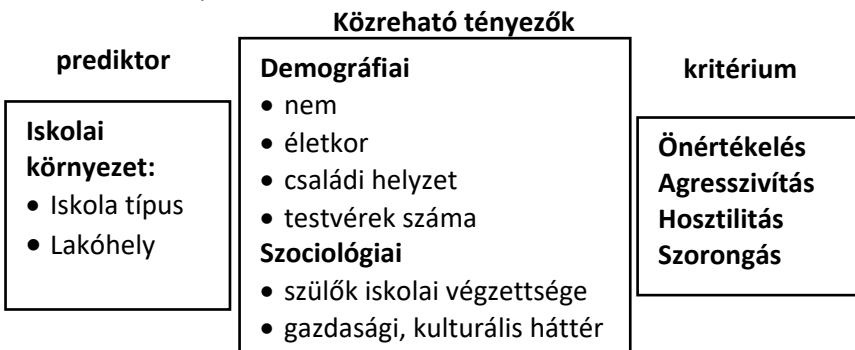 Közreható tényezők
prediktor
Iskolai
környezet:
• Iskola típus
• Lakóhely
Demográfiai
• nem
• életkor
• családi helyzet
• testvérek száma
Szociológiai
• szülők iskolai végzettsége
• gazdasági, kulturális háttér
kritérium
Önértékelés
Agresszivítás
Hosztilitás
Szorongás